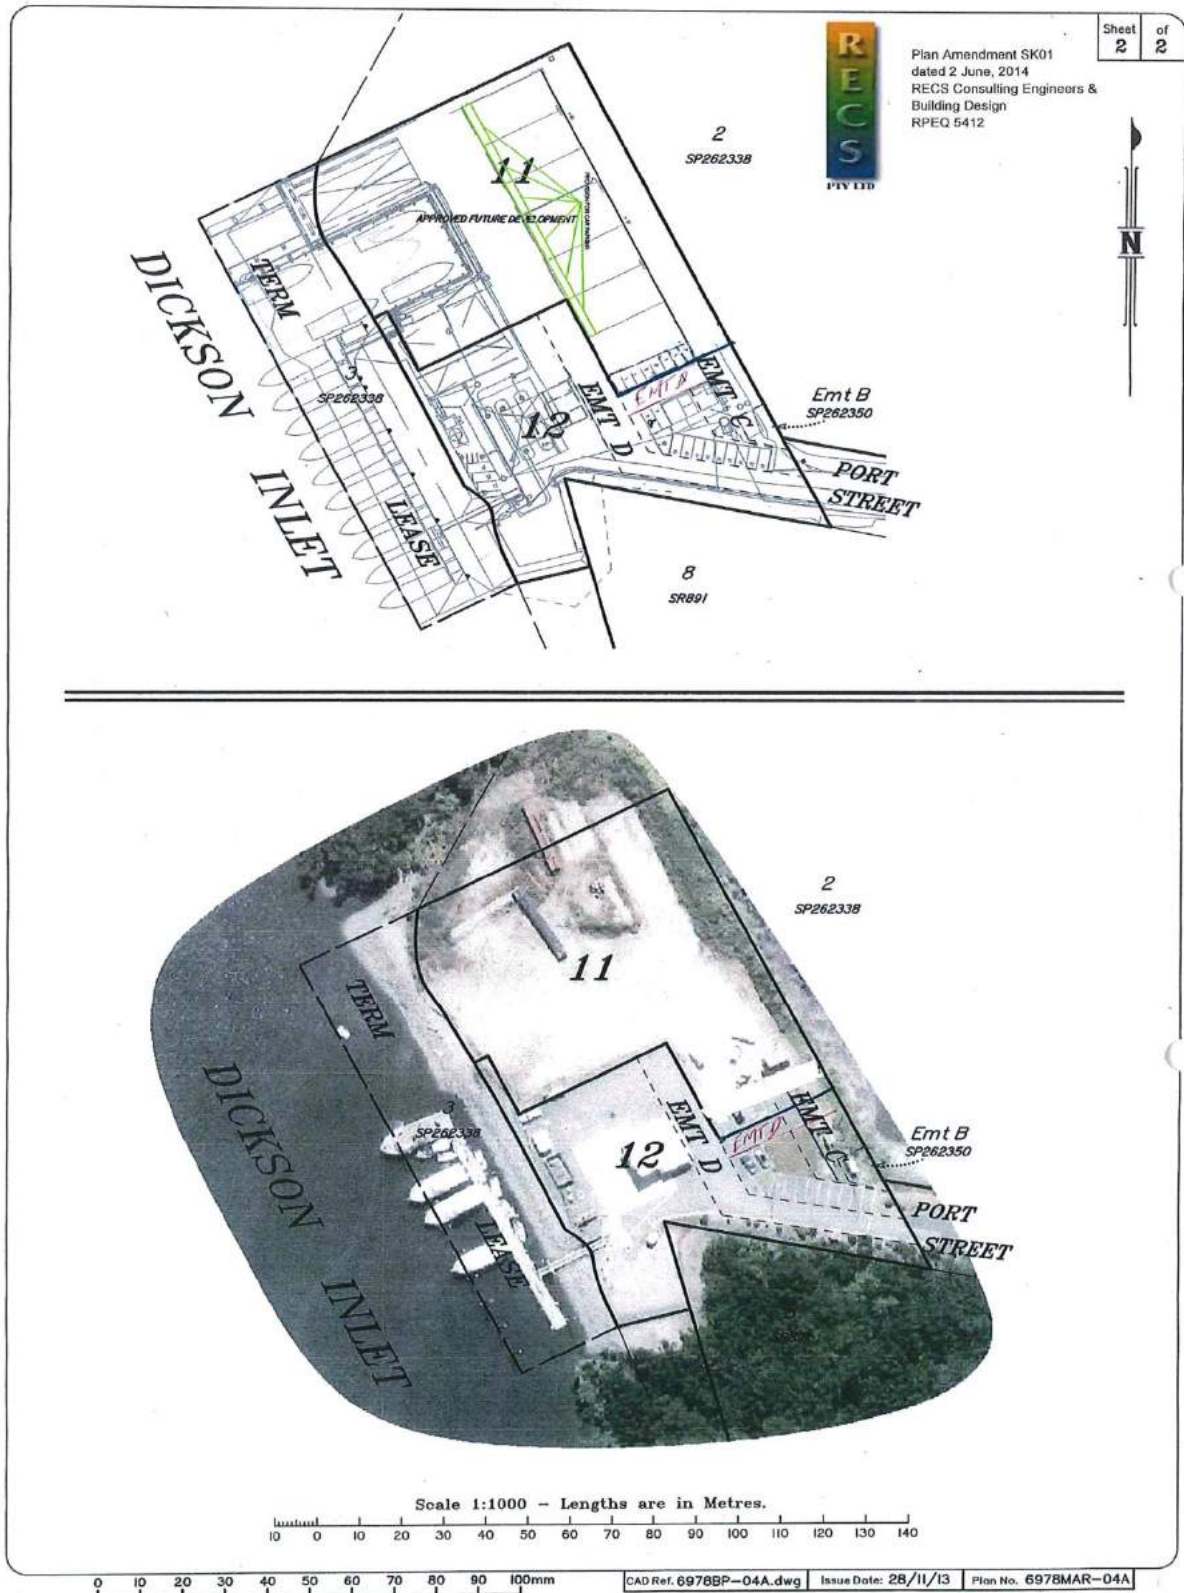 Sheet of
2 2
RECS
PTY LTD
Plan Amendment SK01
dated 2 June, 2014
RECS Consulting Engineers &
Building Design
RPEQ 5412
N
2
SP262338
11
APPROVED FUTURE DEVELOPMENT
TERM
DICKSON
3
SP262338
EMT D
EMT D
EMT C
Emt B
SP262350
12
INLET
LEASE
PORT
STREET
8
SR891
2
SP262338
11
TERM
DICKSON
3
SP262338
EMT D
EMT D
EMT C
Emt B
SP262350
12
LEASE
PORT
STREET
INLET
Scale 1:1000 – Lengths are in Metres.
10 0 10 20 30 40 50 60 70 80 90 100 110 120 130 140
0 10 20 30 40 50 60 70 80 90 100mm
CAD Ref. 6978BP-04A.dwg Issue Date: 28/11/13 Plan No. 6978MAR-04A